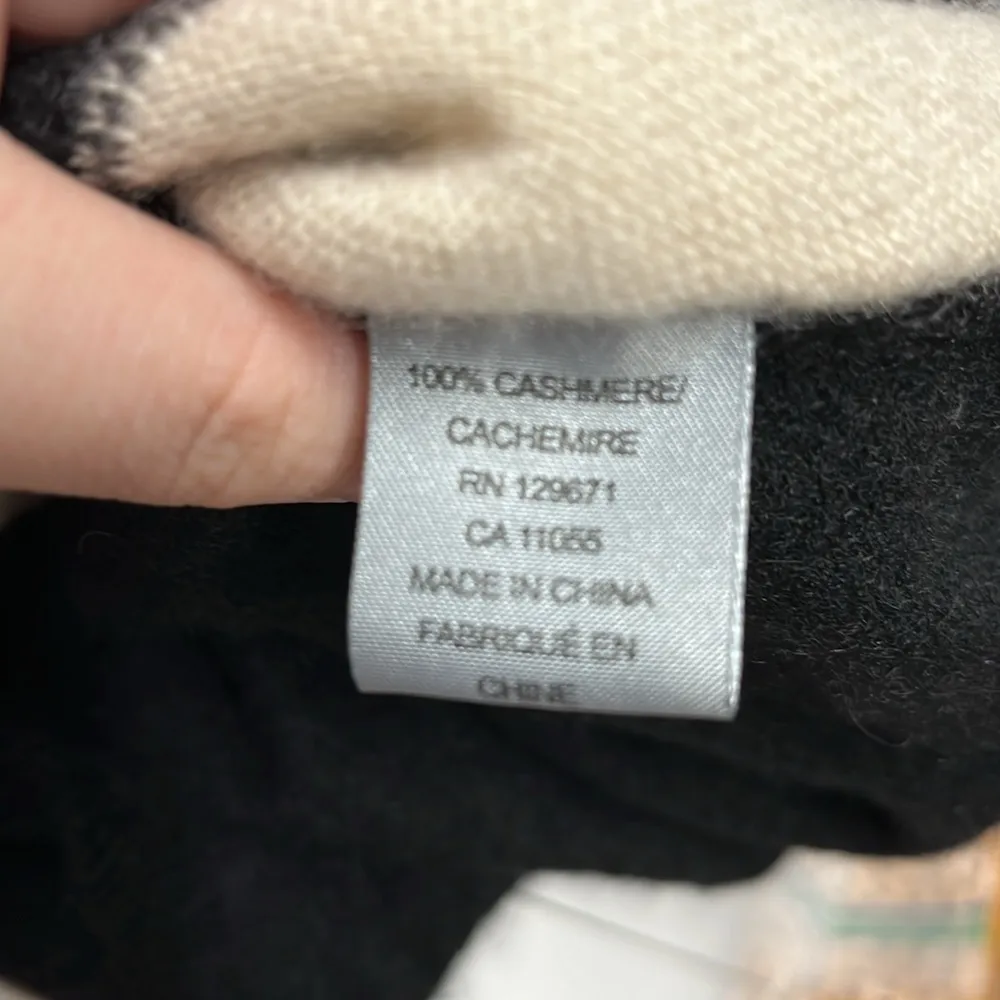 100% CASHMERE/
CACHEMIRE
RN 129671
CA 11055
MADE IN CHINA
FABRIQUÉ EN
CHINE